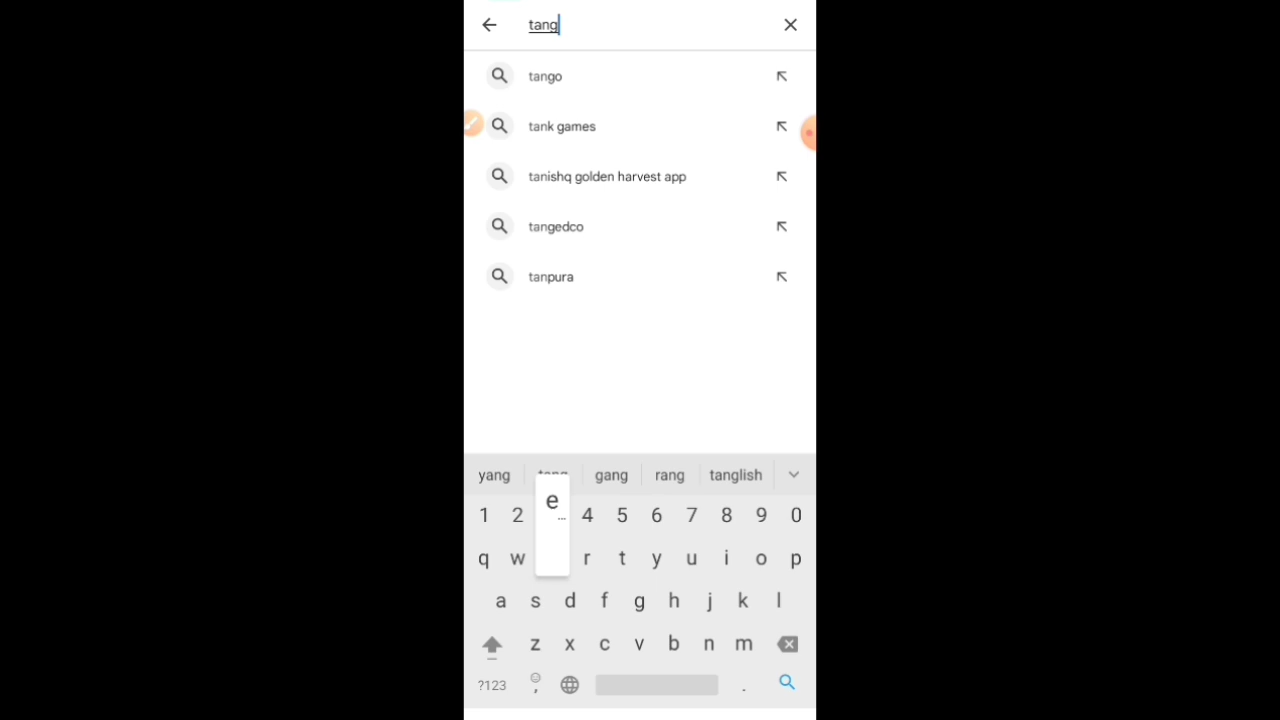 tang
tango
tank games
tanishq golden harvest app
tangedco
tanpura
yang tang gang rang tanglish
e
1 2 4 5 6 7 8 9 0
q w r t y u i o p
a s d f g h j k l
z x c v b n m
?123 , .